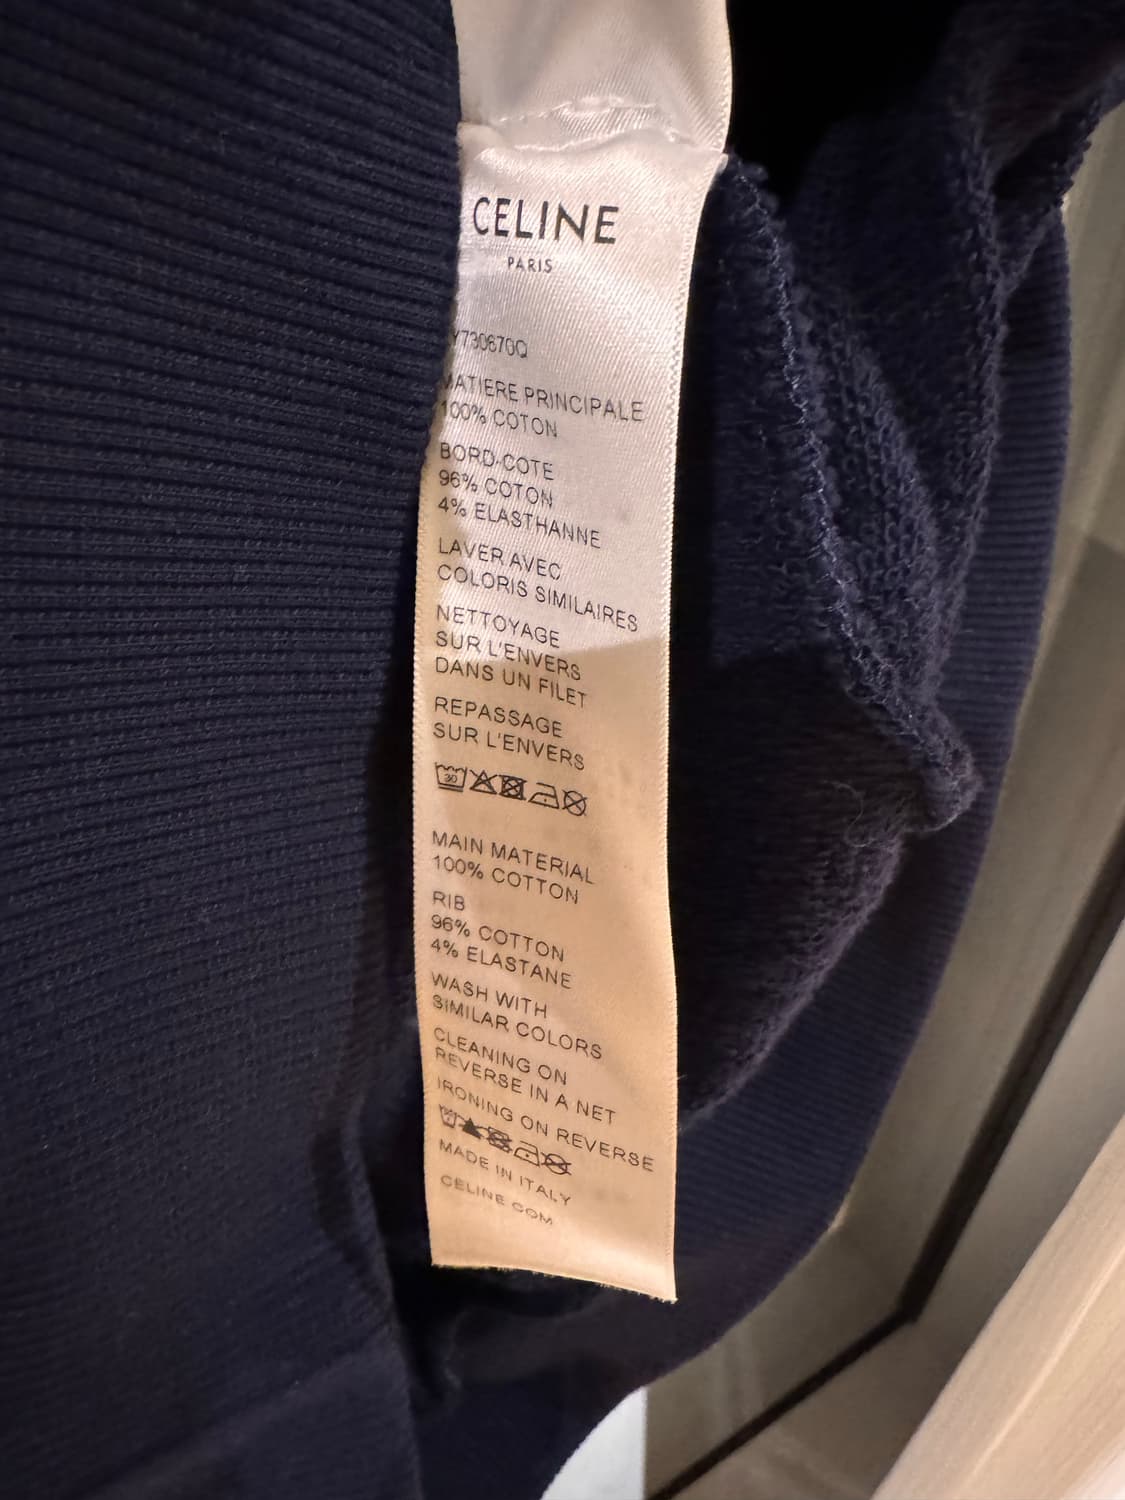 CELINE
PARIS
Y730670Q
MATIERE PRINCIPALE
100% COTON
BORD-COTE
96% COTON
4% ELASTHANNE
LAVER AVEC
COLORIS SIMILAIRES
NETTOYAGE
SUR L'ENVERS
DANS UN FILET
REPASSAGE
SUR L'ENVERS
30
MAIN MATERIAL
100% COTTON
RIB
96% COTTON
4% ELASTANE
WASH WITH
SIMILAR COLORS
CLEANING ON
REVERSE IN A NET
IRONING ON REVERSE
MADE IN ITALY
CELINE.COM